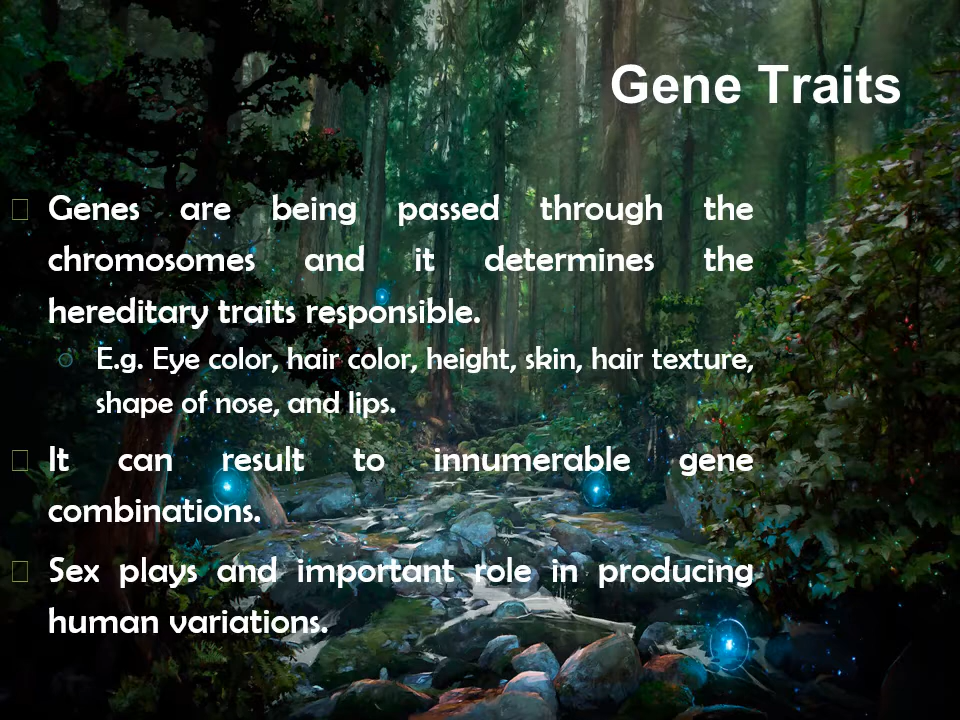 Gene Traits
Genes are being passed through the
chromosomes and it determines the
hereditary traits responsible.
E.g. Eye color, hair color, height, skin, hair texture,
shape of nose, and lips.
It can result to innumerable gene
combinations.
Sex plays and important role in producing
human variations.